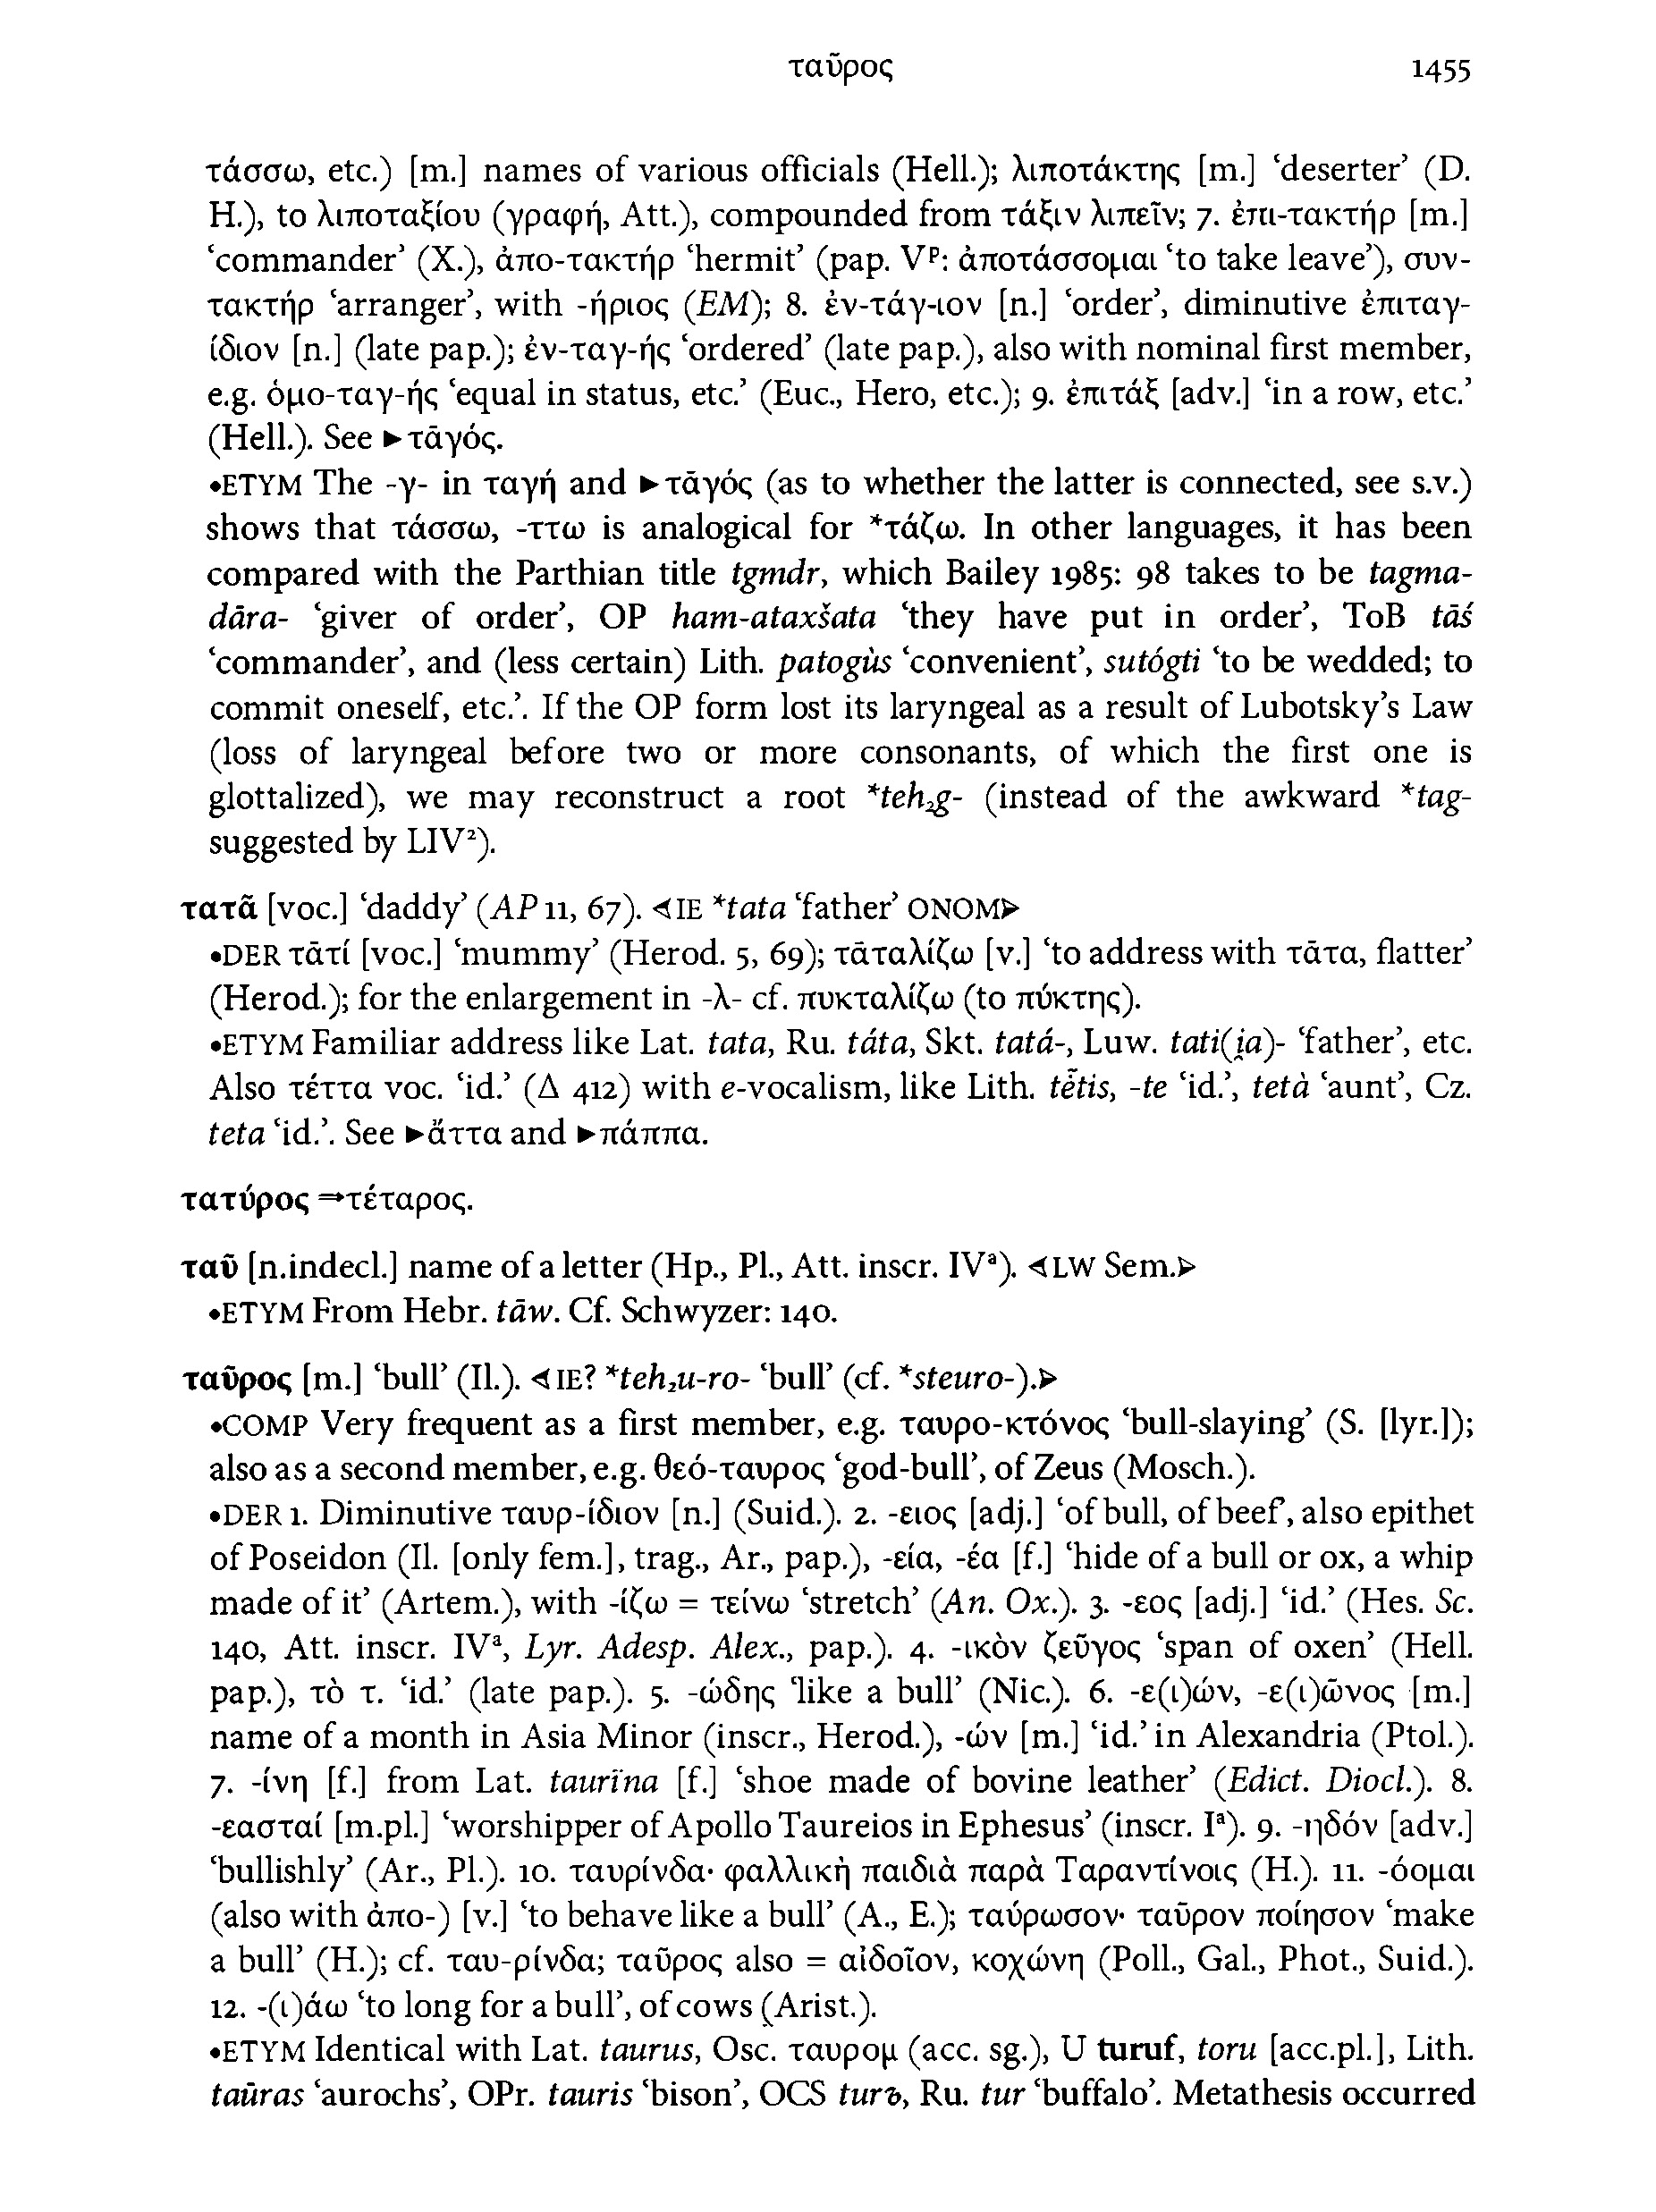 ταῦρος 1455
τάσσω, etc.) [m.] names of various officials (Hell.); λιποτάκτης [m.] ‘deserter’ (D.
H.), to λιποταξίου (γραφή, Att.), compounded from τάξιν λιπεῖν; 7. ἐπι-τακτήρ [m.]
‘commander’ (X.), ἀπο-τακτήρ ‘hermit’ (pap. Vᵖ: ἀποτάσσομαι ‘to take leave’), συν-
τακτήρ ‘arranger’, with -ήριος (EM); 8. ἐν-τάγ-ιον [n.] ‘order’, diminutive ἐπιταγ-
ίδιον [n.] (late pap.); ἐν-ταγ-ής ‘ordered’ (late pap.), also with nominal first member,
e.g. ὁμο-ταγ-ής ‘equal in status, etc.’ (Euc., Hero, etc.); 9. ἐπιτάξ [adv.] ‘in a row, etc.’
(Hell.). See ►τᾱγός.
•ETYM The -γ- in ταγή and ►τᾱγός (as to whether the latter is connected, see s.v.)
shows that τάσσω, -ττω is analogical for *τάζω. In other languages, it has been
compared with the Parthian title tgmdr, which Bailey 1985: 98 takes to be tagma-
dāra- ‘giver of order’, OP ham-ataxšata ‘they have put in order’, ToB tāś
‘commander’, and (less certain) Lith. patogùs ‘convenient’, sutógti ‘to be wedded; to
commit oneself, etc.’. If the OP form lost its laryngeal as a result of Lubotsky’s Law
(loss of laryngeal before two or more consonants, of which the first one is
glottalized), we may reconstruct a root *teh₂g- (instead of the awkward *tag-
suggested by LIV²).
τατᾶ [voc.] ‘daddy’ (AP 11, 67). ⊲IE *tata ‘father’ ONOM⊳
•DER τᾱτί [voc.] ‘mummy’ (Herod. 5, 69); τᾱταλίζω [v.] ‘to address with τᾱτα, flatter’
(Herod.); for the enlargement in -λ- cf. πυκταλίζω (to πύκτης).
•ETYM Familiar address like Lat. tata, Ru. táta, Skt. tatá-, Luw. tati(i̯a)- ‘father’, etc.
Also τέττα voc. ‘id.’ (Δ 412) with e-vocalism, like Lith. tė̃tis, -te ‘id.’, tetà ‘aunt’, Cz.
teta ‘id.’. See ►ἄττα and ►πάππα.
τατύρος ⇒τέταρος.
ταῦ [n.indecl.] name of a letter (Hp., Pl., Att. inscr. IVᵃ). ⊲LW Sem.⊳
•ETYM From Hebr. tāw. Cf. Schwyzer: 140.
ταῦρος [m.] ‘bull’ (Il.). ⊲IE? *teh₂u-ro- ‘bull’ (cf. *steuro-).⊳
•COMP Very frequent as a first member, e.g. ταυρο-κτόνος ‘bull-slaying’ (S. [lyr.]);
also as a second member, e.g. θεό-ταυρος ‘god-bull’, of Zeus (Mosch.).
•DER 1. Diminutive ταυρ-ίδιον [n.] (Suid.). 2. -ειος [adj.] ‘of bull, of beef’, also epithet
of Poseidon (Il. [only fem.], trag., Ar., pap.), -εία, -έα [f.] ‘hide of a bull or ox, a whip
made of it’ (Artem.), with -ίζω = τείνω ‘stretch’ (An. Ox.). 3. -εος [adj.] ‘id.’ (Hes. Sc.
140, Att. inscr. IVᵃ, Lyr. Adesp. Alex., pap.). 4. -ικὸν ζεῦγος ‘span of oxen’ (Hell.
pap.), τὸ τ. ‘id.’ (late pap.). 5. -ώδης ‘like a bull’ (Nic.). 6. -ε(ι)ών, -ε(ι)ῶνος [m.]
name of a month in Asia Minor (inscr., Herod.), -ών [m.] ‘id.’ in Alexandria (Ptol.).
7. -ίνη [f.] from Lat. taurīna [f.] ‘shoe made of bovine leather’ (Edict. Diocl.). 8.
-εασταί [m.pl.] ‘worshipper of Apollo Taureios in Ephesus’ (inscr. Iᵃ). 9. -ηδόν [adv.]
‘bullishly’ (Ar., Pl.). 10. ταυρίνδα· φαλλικὴ παιδιὰ παρὰ Ταραντίνοις (H.). 11. -όομαι
(also with ἀπο-) [v.] ‘to behave like a bull’ (A., E.); ταύρωσον· ταῦρον ποίησον ‘make
a bull’ (H.); cf. ταυ-ρίνδα; ταῦρος also = αἰδοῖον, κοχώνη (Poll., Gal., Phot., Suid.).
12. -(ι)άω ‘to long for a bull’, of cows (Arist.).
•ETYM Identical with Lat. taurus, Osc. ταυρομ (acc. sg.), U turuf, toru [acc.pl.], Lith.
taũras ‘aurochs’, OPr. tauris ‘bison’, OCS turъ, Ru. tur ‘buffalo’. Metathesis occurred